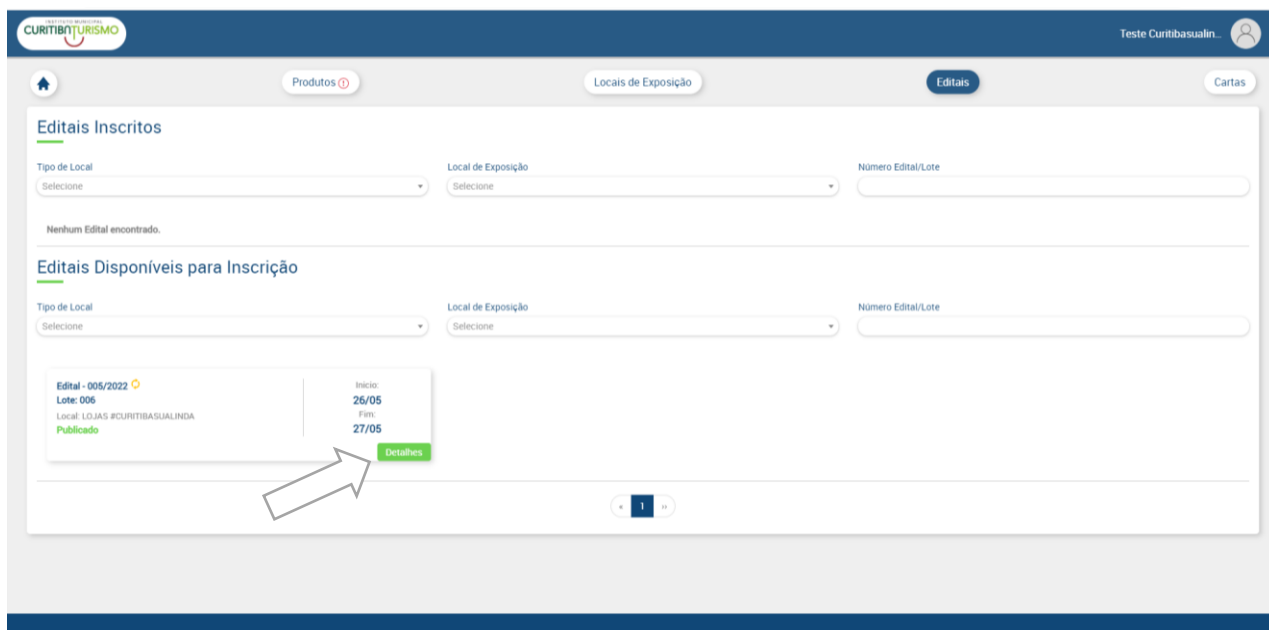 INSTITUTO MUNICIPAL
CURITIBA TURISMO
Teste Curitibasualin...
Produtos
Locais de Exposição
Editais
Cartas
Editais Inscritos
Tipo de Local
Local de Exposição
Número Edital/Lote
Selecione
Selecione
Nenhum Edital encontrado.
Editais Disponíveis para Inscrição
Tipo de Local
Local de Exposição
Número Edital/Lote
Selecione
Selecione
Edital - 005/2022
Lote: 006
Local: LOJAS #CURITIBASUALINDA
Publicado
Início:
26/05
Fim:
27/05
Detalhes
« 1 »